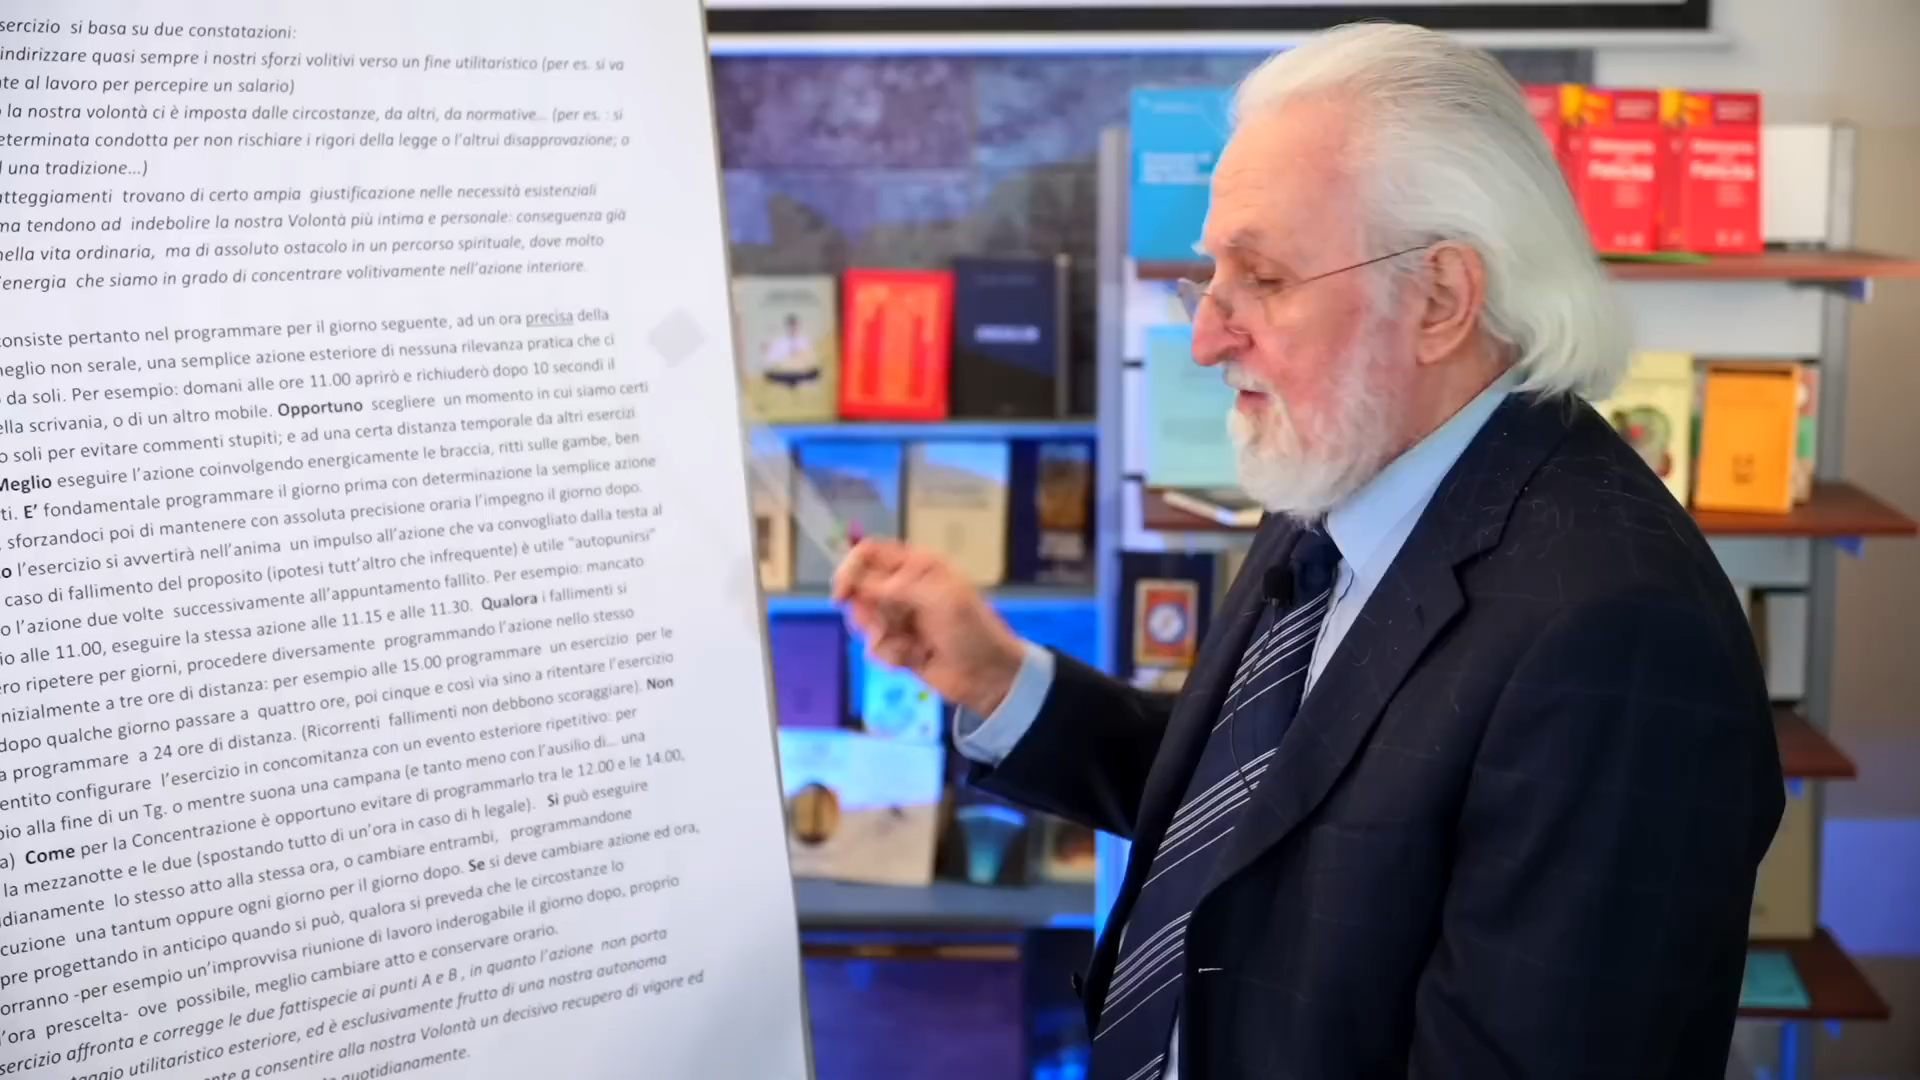 sercizio si basa su due constatazioni:
indirizzare quasi sempre i nostri sforzi volitivi verso un fine utilitaristico (per es. si va
te al lavoro per percepire un salario)
la nostra volontà ci è imposta dalle circostanze, da altri, da normative... (per es. : si
eterminata condotta per non rischiare i rigori della legge o l'altrui disapprovazione; o
una tradizione...)
atteggiamenti trovano di certo ampia giustificazione nelle necessità esistenziali
ma tendono ad indebolire la nostra Volontà più intima e personale: conseguenza già
nella vita ordinaria, ma di assoluto ostacolo in un percorso spirituale, dove molto
'energia che siamo in grado di concentrare volitivamente nell'azione interiore.
onsiste pertanto nel programmare per il giorno seguente, ad un ora precisa della
meglio non serale, una semplice azione esteriore di nessuna rilevanza pratica che ci
da soli. Per esempio: domani alle ore 11.00 aprirò e richiuderò dopo 10 secondi il
ella scrivania, o di un altro mobile. Opportuno scegliere un momento in cui siamo certi
o soli per evitare commenti stupiti; e ad una certa distanza temporale da altri esercizi
Meglio eseguire l'azione coinvolgendo energicamente le braccia, ritti sulle gambe, ben
ti. E' fondamentale programmare il giorno prima con determinazione la semplice azione
, sforzandoci poi di mantenere con assoluta precisione oraria l'impegno il giorno dopo.
o l'esercizio si avvertirà nell'anima un impulso all'azione che va convogliato dalla testa al
caso di fallimento del proposito (ipotesi tutt'altro che infrequente) è utile "autopunirsi"
o l'azione due volte successivamente all'appuntamento fallito. Per esempio: mancato
io alle 11.00, eseguire la stessa azione alle 11.15 e alle 11.30. Qualora i fallimenti si
ero ripetere per giorni, procedere diversamente programmando l'azione nello stesso
nizialmente a tre ore di distanza: per esempio alle 15.00 programmare un esercizio per le
dopo qualche giorno passare a quattro ore, poi cinque e così via sino a ritentare l'esercizio
a programmare a 24 ore di distanza. (Ricorrenti fallimenti non debbono scoraggiare). Non
entito configurare l'esercizio in concomitanza con un evento esteriore ripetitivo: per
pio alla fine di un Tg. o mentre suona una campana (e tanto meno con l'ausilio di... una
a) Come per la Concentrazione è opportuno evitare di programmarlo tra le 12.00 e le 14.00,
la mezzanotte e le due (spostando tutto di un'ora in caso di h legale). Si può eseguire
dianamente lo stesso atto alla stessa ora, o cambiare entrambi, programmandone
cuzione una tantum oppure ogni giorno per il giorno dopo. Se si deve cambiare azione ed ora,
pre progettando in anticipo quando si può, qualora si preveda che le circostanze lo
orranno -per esempio un'improvvisa riunione di lavoro inderogabile il giorno dopo, proprio
'ora prescelta- ove possibile, meglio cambiare atto e conservare orario.
sercizio affronta e corregge le due fattispecie ai punti A e B , in quanto l'azione non porta
aggio utilitaristico esteriore, ed è esclusivamente frutto di una nostra autonoma
nte a consentire alla nostra Volontà un decisivo recupero di vigore ed
quotidianamente.